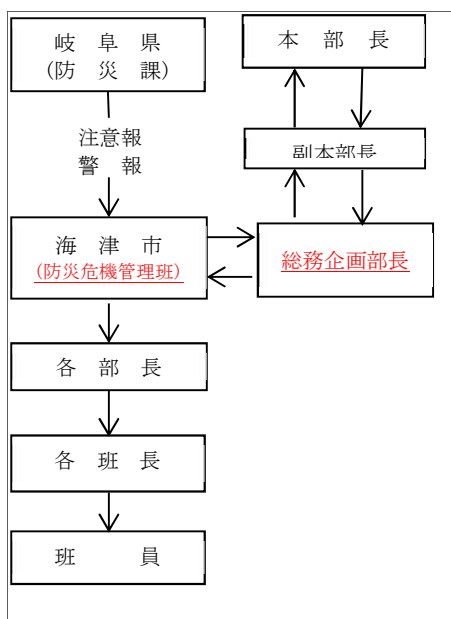 岐阜県
(防災課)
注意報
警報
海津市
(防災危機管理班)
各部長
各班長
班員
本部長
副本部長
総務企画部長